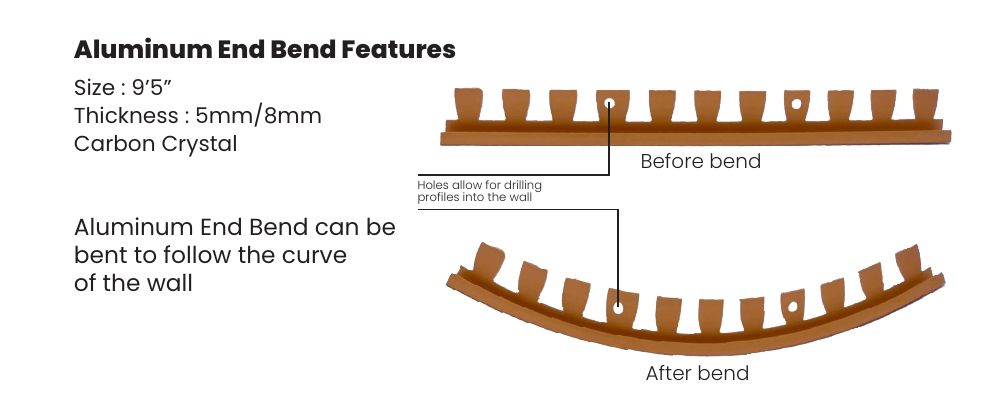 Aluminum End Bend Features
Size : 9’5”
Thickness : 5mm/8mm
Carbon Crystal
Before bend
Holes allow for drilling
profiles into the wall
Aluminum End Bend can be
bent to follow the curve
of the wall
After bend